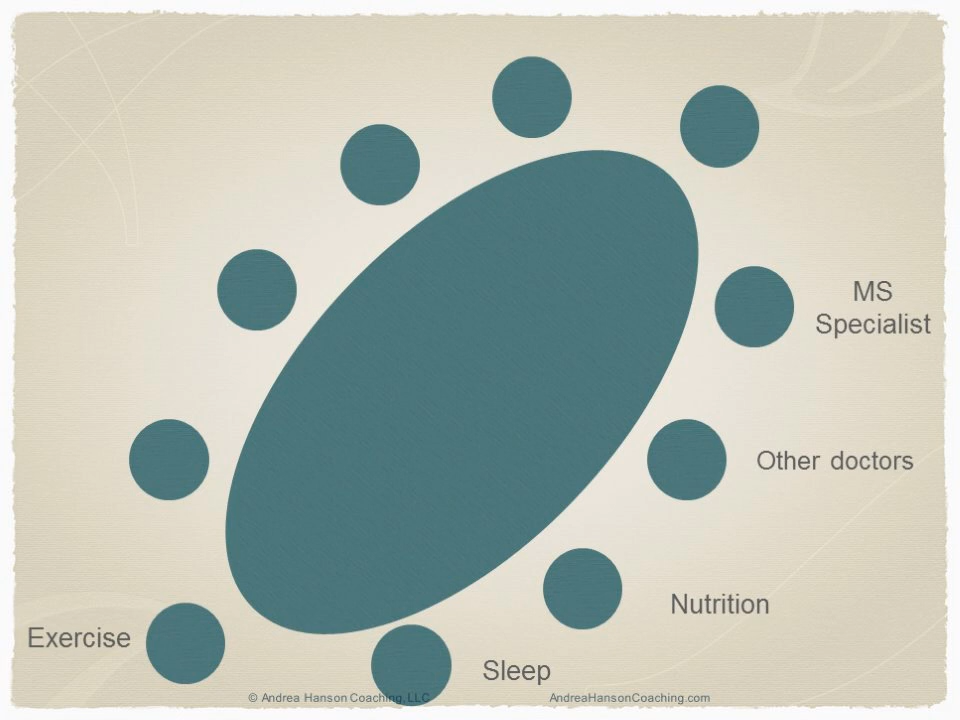 MS
Specialist
Other doctors
Nutrition
Exercise
Sleep
© Andrea Hanson Coaching, LLC
AndreaHansonCoaching.com